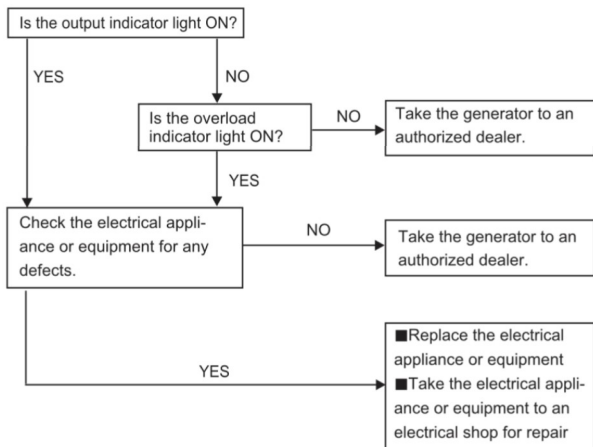 Is the output indicator light ON?
YES
NO
Is the overload
indicator light ON?
NO
Take the generator to an
authorized dealer.
YES
Check the electrical appli-
ance or equipment for any
defects.
NO
Take the generator to an
authorized dealer.
YES
■Replace the electrical
appliance or equipment
■Take the electrical appli-
ance or equipment to an
electrical shop for repair